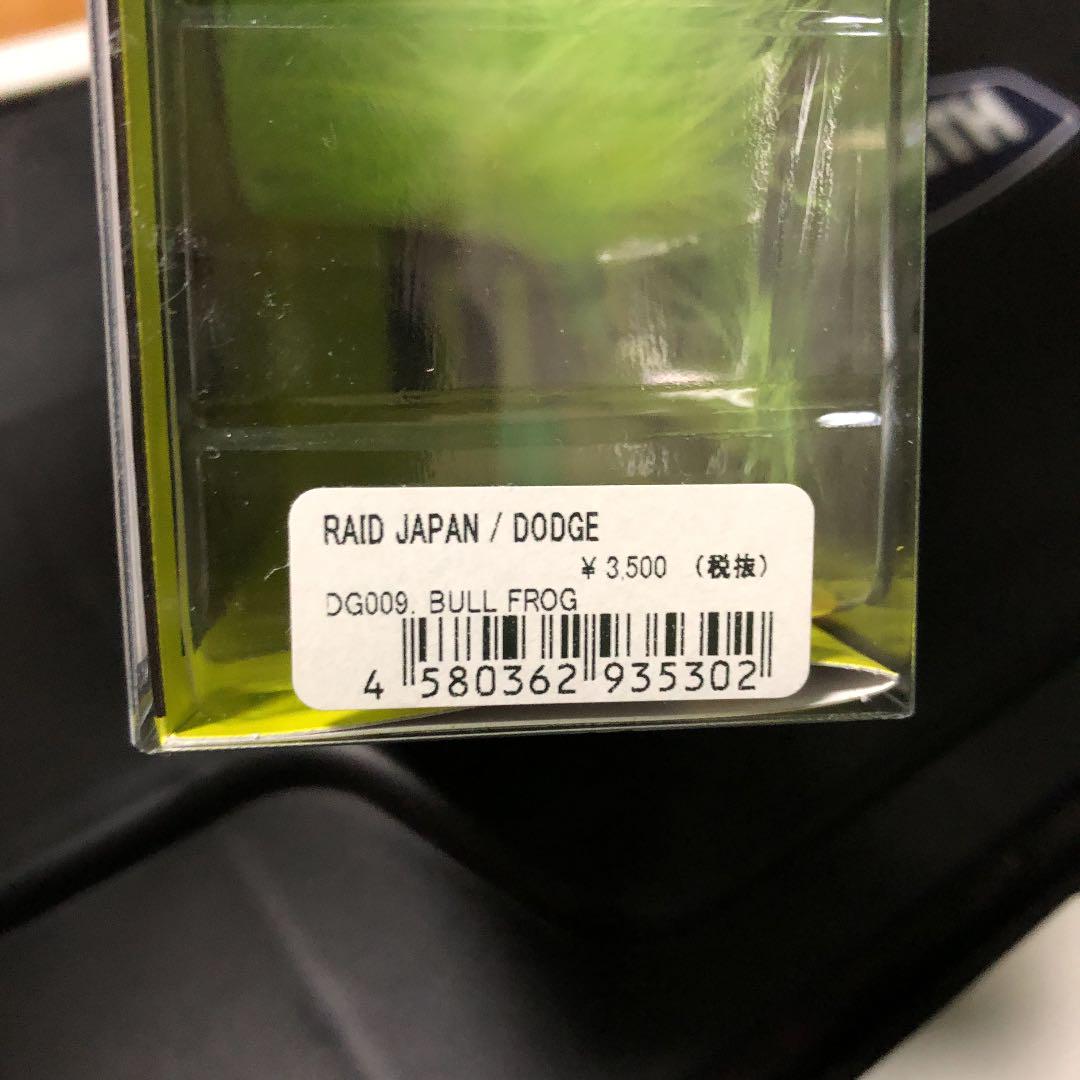 RAID JAPAN / DODGE
¥ 3,500 (税抜)
DG009. BULL FROG
4 580362 935302